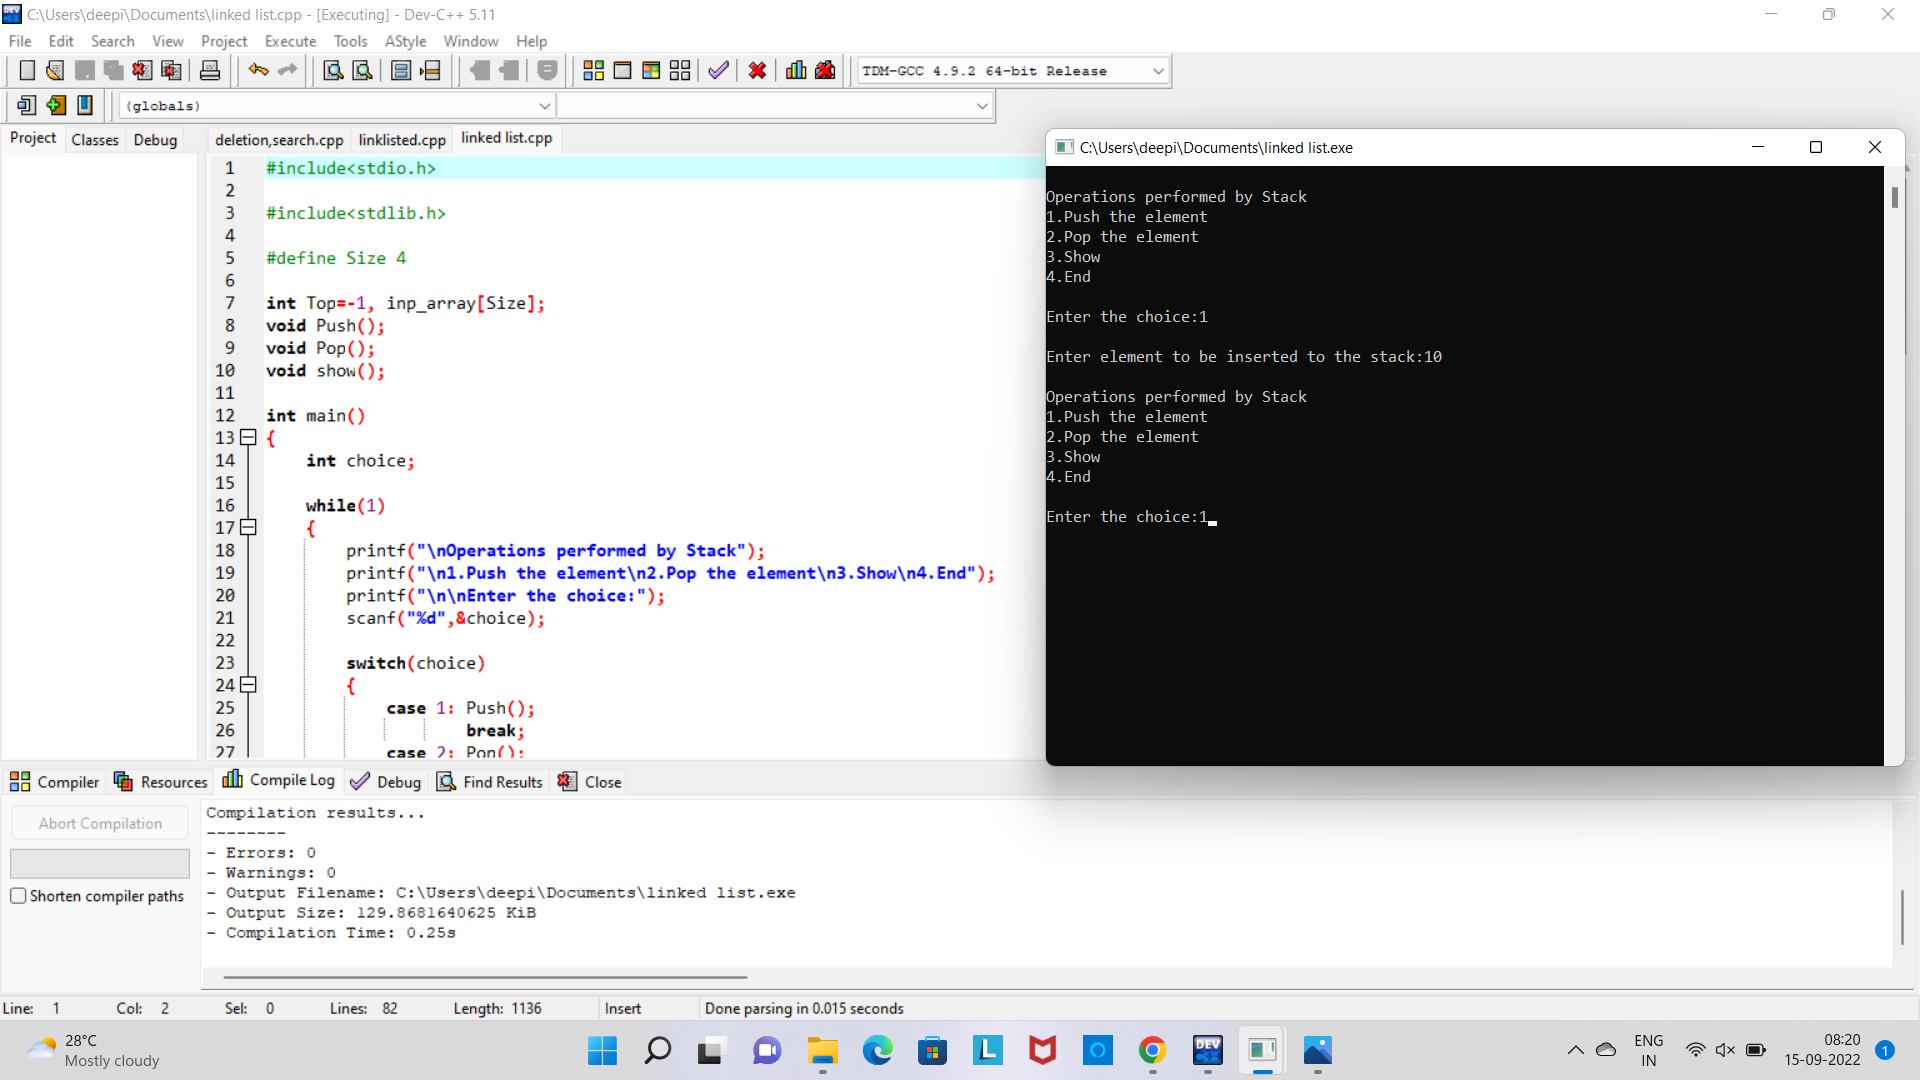 C:\Users\deepi\Documents\linked list.cpp - [Executing] - Dev-C++ 5.11
File Edit Search View Project Execute Tools AStyle Window Help
TDM-GCC 4.9.2 64-bit Release
(globals)
Project Classes Debug
deletion,search.cpp linklisted.cpp linked list.cpp
1 #include<stdio.h>
2
3 #include<stdlib.h>
4
5 #define Size 4
6
7 int Top=-1, inp_array[Size];
8 void Push();
9 void Pop();
10 void show();
11
12 int main()
13 {
14 int choice;
15
16 while(1)
17 {
18 printf("\nOperations performed by Stack");
19 printf("\n1.Push the element\n2.Pop the element\n3.Show\n4.End");
20 printf("\n\nEnter the choice:");
21 scanf("%d",&choice);
22
23 switch(choice)
24 {
25 case 1: Push();
26 break;
27 case 2: Pop();
C:\Users\deepi\Documents\linked list.exe
Operations performed by Stack
1.Push the element
2.Pop the element
3.Show
4.End
Enter the choice:1
Enter element to be inserted to the stack:10
Operations performed by Stack
1.Push the element
2.Pop the element
3.Show
4.End
Enter the choice:1
Compiler Resources Compile Log Debug Find Results Close
Abort Compilation
Shorten compiler paths
Compilation results...
--------
- Errors: 0
- Warnings: 0
- Output Filename: C:\Users\deepi\Documents\linked list.exe
- Output Size: 129.8681640625 KiB
- Compilation Time: 0.25s
Line: 1 Col: 2 Sel: 0 Lines: 82 Length: 1136 Insert Done parsing in 0.015 seconds
28°C
Mostly cloudy
L
DEV
C++
ENG
IN
08:20
15-09-2022
1